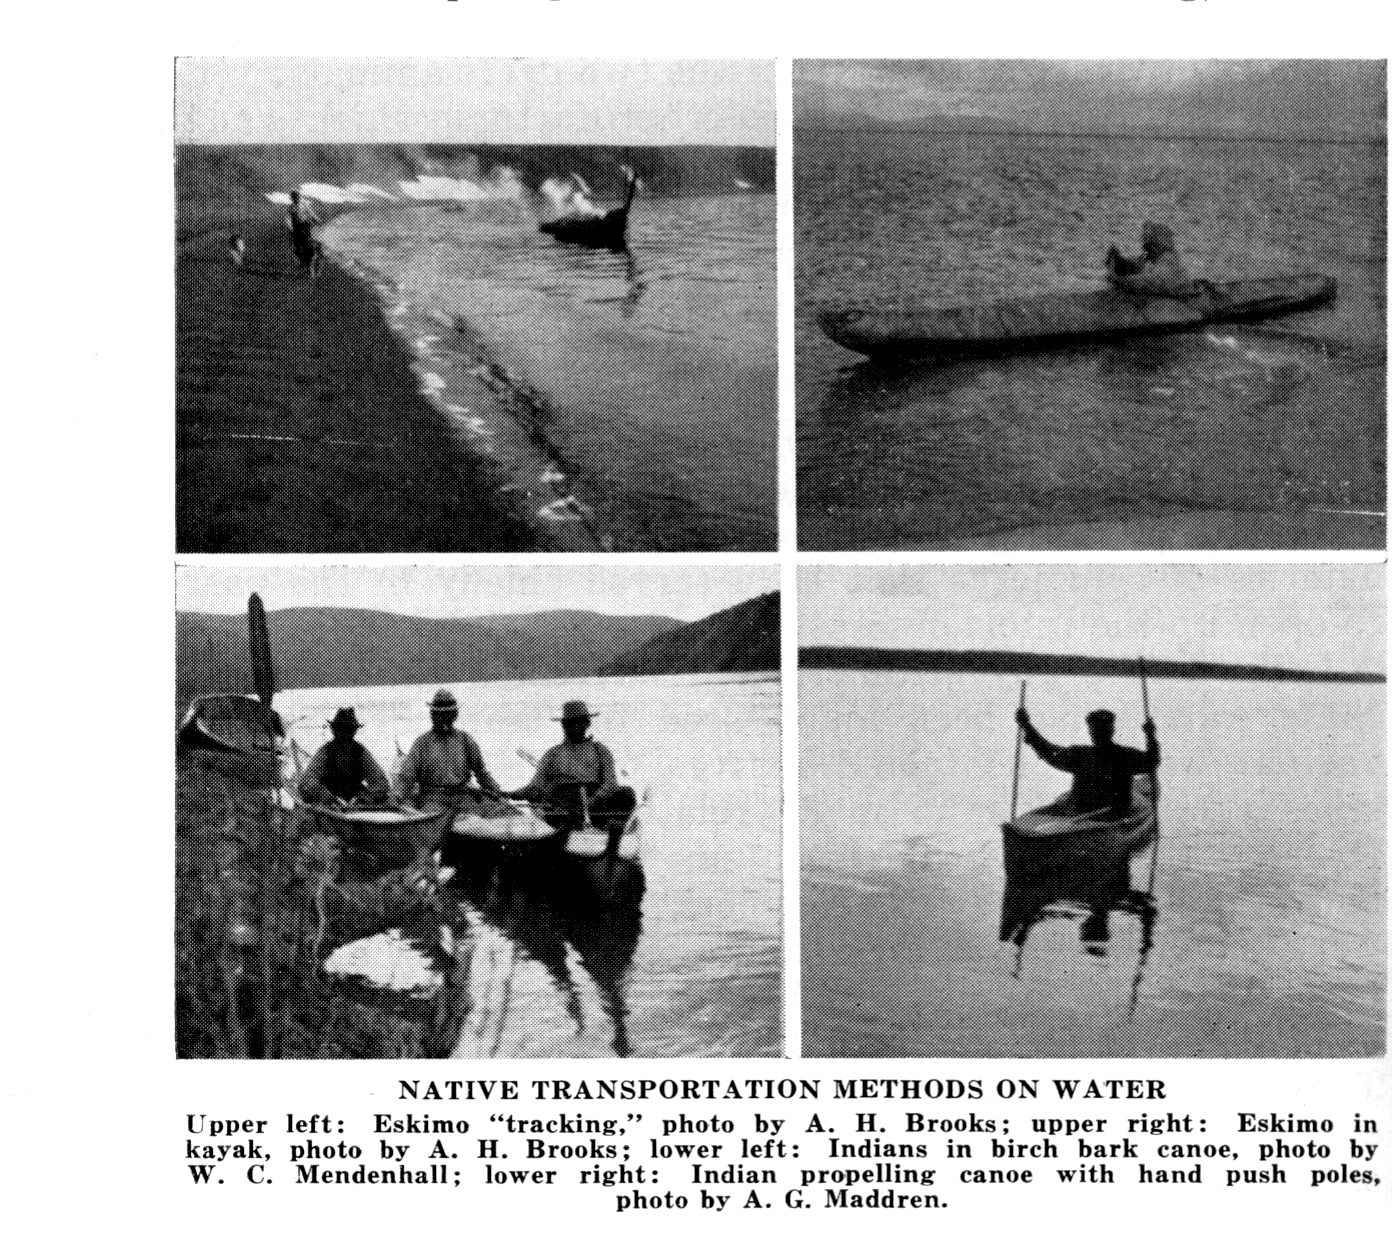 NATIVE TRANSPORTATION METHODS ON WATER
Upper left: Eskimo “tracking,” photo by A. H. Brooks; upper right: Eskimo in
kayak, photo by A. H. Brooks; lower left: Indians in birch bark canoe, photo by
W. C. Mendenhall; lower right: Indian propelling canoe with hand push poles,
photo by A. G. Maddren.